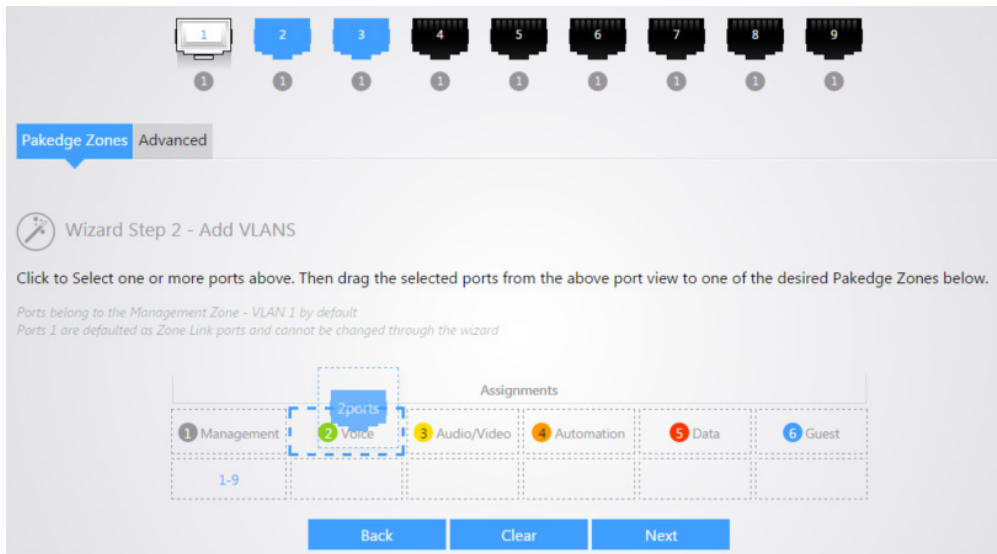 1 2 3 4 5 6 7 8 9
1 1 1 1 1 1 1 1 1
Pakedge Zones Advanced
Wizard Step 2 - Add VLANS
Click to Select one or more ports above. Then drag the selected ports from the above port view to one of the desired Pakedge Zones below.
Ports belong to the Management Zone - VLAN 1 by default
Ports 1 are defaulted as Zone Link ports and cannot be changed through the wizard
Assignments
2ports
1 Management 2 Voice 3 Audio/Video 4 Automation 5 Data 6 Guest
1-9
Back Clear Next